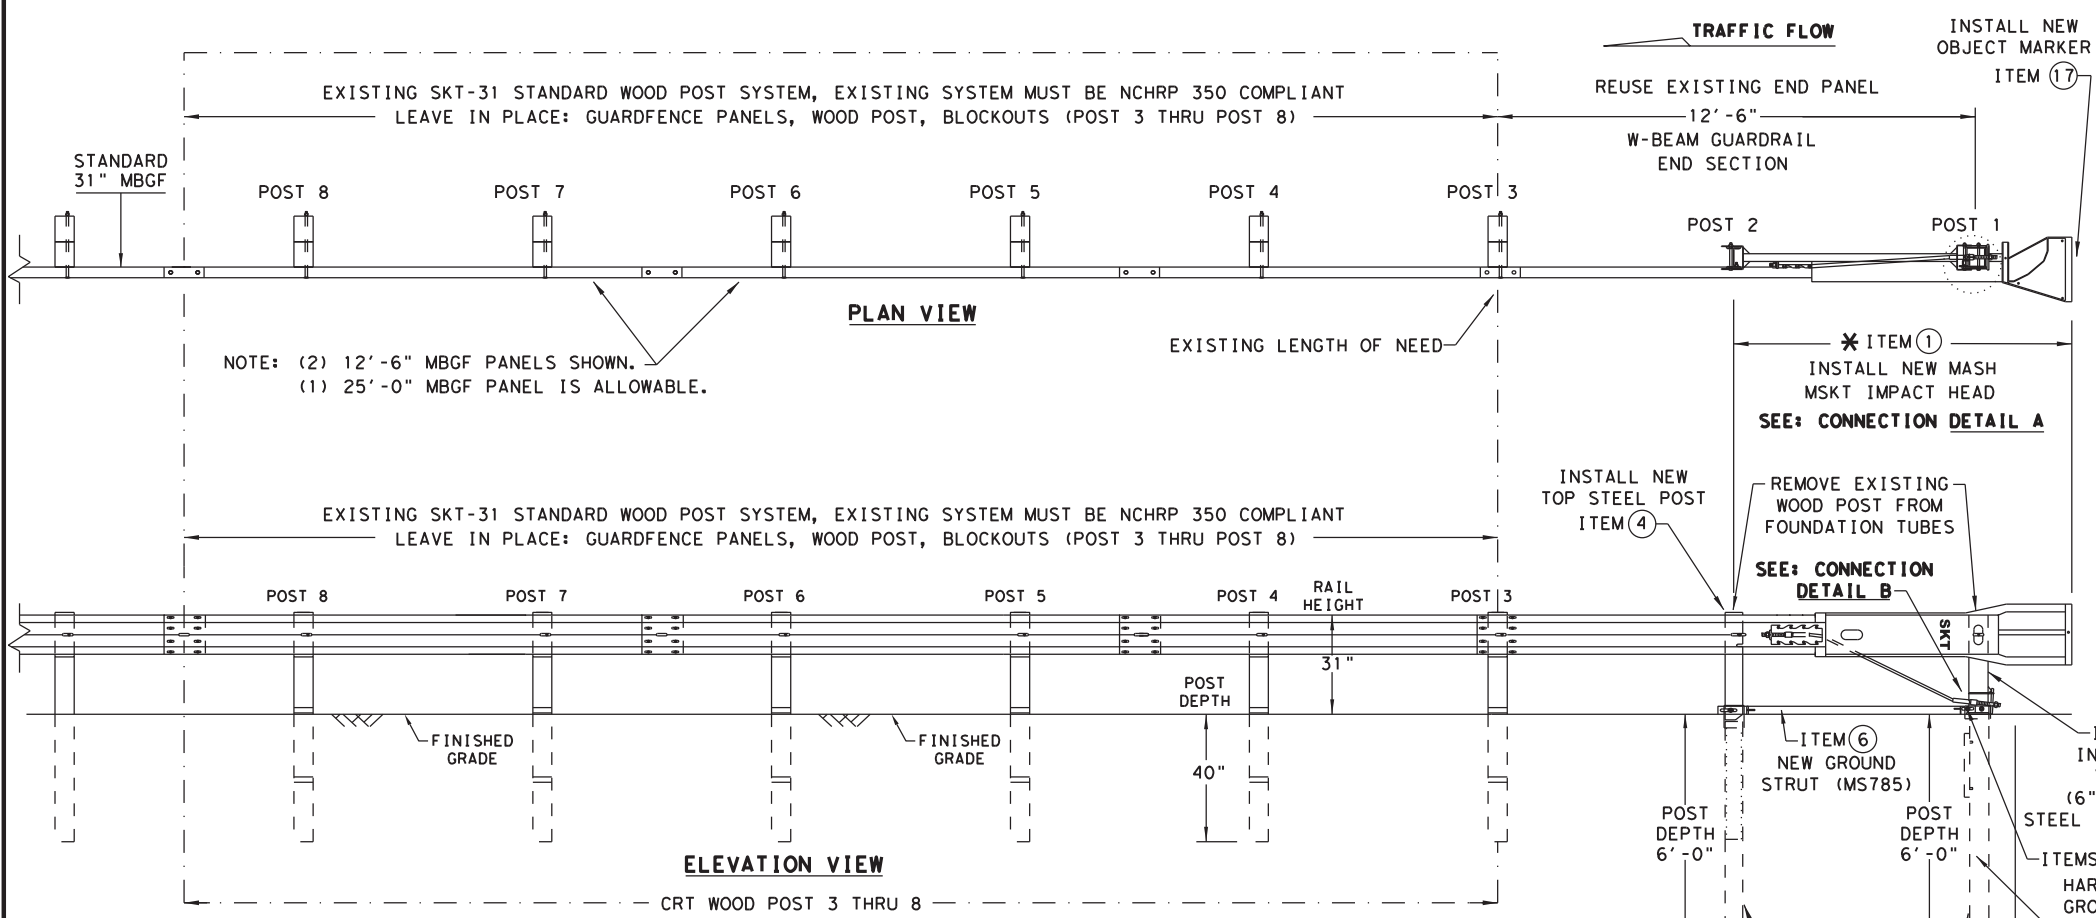 TRAFFIC FLOW
INSTALL NEW
OBJECT MARKER
ITEM 17
EXISTING SKT-31 STANDARD WOOD POST SYSTEM, EXISTING SYSTEM MUST BE NCHRP 350 COMPLIANT
LEAVE IN PLACE: GUARDFENCE PANELS, WOOD POST, BLOCKOUTS (POST 3 THRU POST 8)
REUSE EXISTING END PANEL
12'-6"
W-BEAM GUARDRAIL
END SECTION
STANDARD
31" MBGF
POST 8
POST 7
POST 6
POST 5
POST 4
POST 3
POST 2
POST 1
PLAN VIEW
NOTE: (2) 12'-6" MBGF PANELS SHOWN.
(1) 25'-0" MBGF PANEL IS ALLOWABLE.
EXISTING LENGTH OF NEED
* ITEM 1
INSTALL NEW MASH
MSKT IMPACT HEAD
SEE: CONNECTION DETAIL A
INSTALL NEW
TOP STEEL POST
ITEM 4
REMOVE EXISTING
WOOD POST FROM
FOUNDATION TUBES
SEE: CONNECTION
DETAIL B
EXISTING SKT-31 STANDARD WOOD POST SYSTEM, EXISTING SYSTEM MUST BE NCHRP 350 COMPLIANT
LEAVE IN PLACE: GUARDFENCE PANELS, WOOD POST, BLOCKOUTS (POST 3 THRU POST 8)
POST 8
POST 7
POST 6
POST 5
POST 4
RAIL
HEIGHT
POST 3
31"
SKT
POST
DEPTH
40"
FINISHED
GRADE
FINISHED
GRADE
ITEM 6
NEW GROUND
STRUT (MS785)
POST
DEPTH
6'-0"
POST
DEPTH
6'-0"
IN
(6"
STEEL
ITEMS
HAR
GRO
ELEVATION VIEW
CRT WOOD POST 3 THRU 8